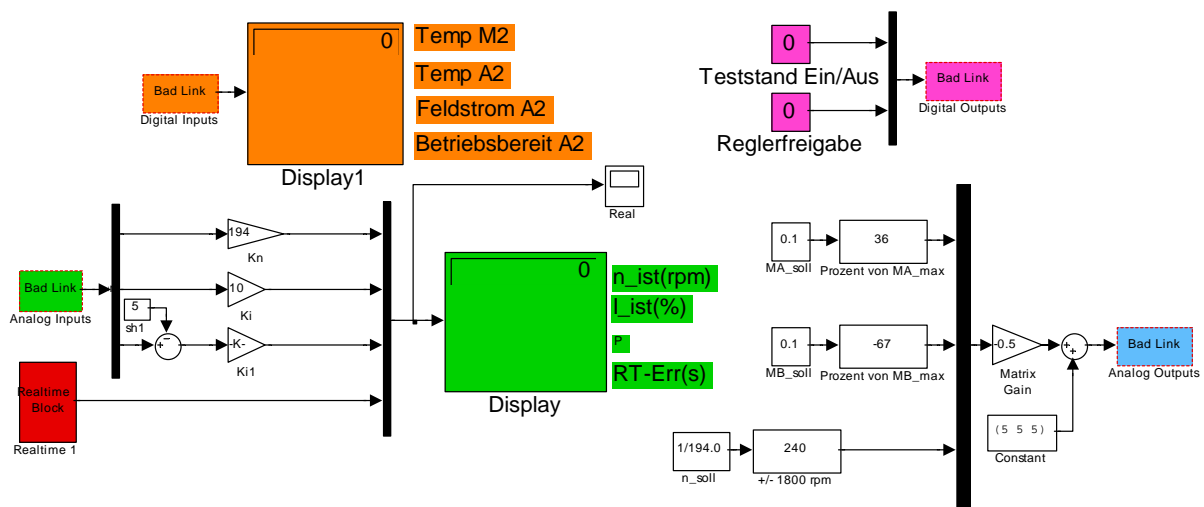 0
Temp M2
Temp A2
Feldstrom A2
Betriebsbereit A2
Bad Link
Digital Inputs
Display1
0
Teststand Ein/Aus
0
Reglerfreigabe
Bad Link
Digital Outputs
Real
194
Kn
Bad Link
Analog Inputs
10
Ki
5
sh1
-K-
Ki1
Realtime
Block
Realtime 1
0
n_ist(rpm)
I_ist(%)
P
RT-Err(s)
Display
0.1
MA_soll
36
Prozent von MA_max
0.1
MB_soll
-67
Prozent von MB_max
1/194.0
n_soll
240
+/- 1800 rpm
-0.5
Matrix
Gain
(5 5 5)
Constant
Bad Link
Analog Outputs